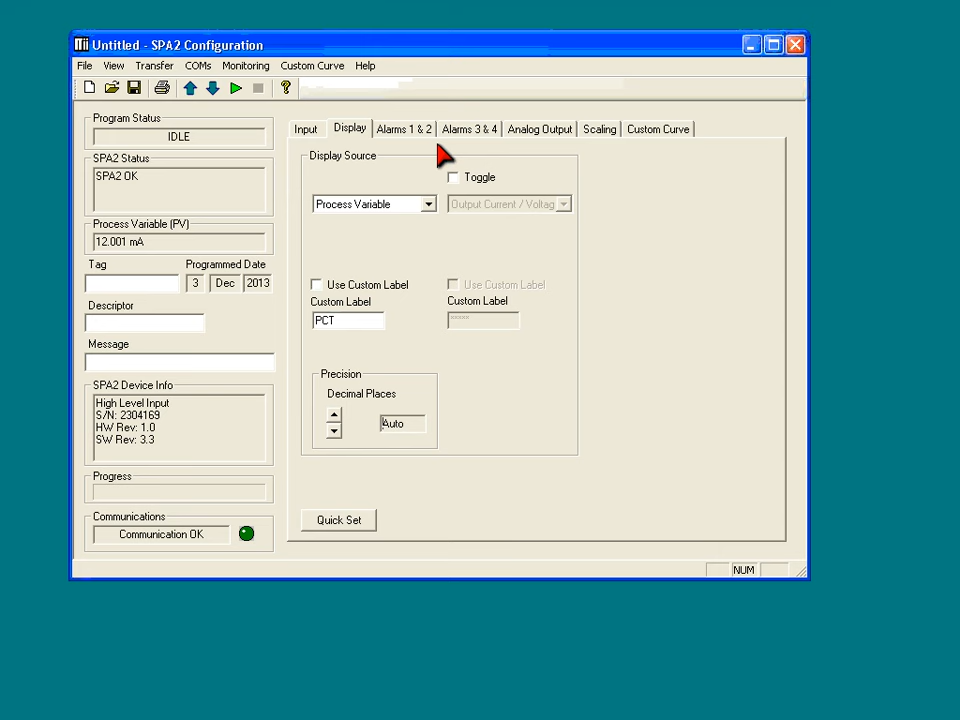 Untitled - SPA2 Configuration
File View Transfer COMs Monitoring Custom Curve Help
Program Status
IDLE
SPA2 Status
SPA2 OK
Process Variable (PV)
12.001 mA
Tag Programmed Date
3 Dec 2013
Descriptor
Message
SPA2 Device Info
High Level Input
S/N: 2304169
HW Rev: 1.0
SW Rev: 3.3
Progress
Communications
Communication OK
Input Display Alarms 1 & 2 Alarms 3 & 4 Analog Output Scaling Custom Curve
Display Source
Toggle
Process Variable Output Current / Voltag
Use Custom Label Use Custom Label
Custom Label Custom Label
PCT *****
Precision
Decimal Places
Auto
Quick Set
NUM